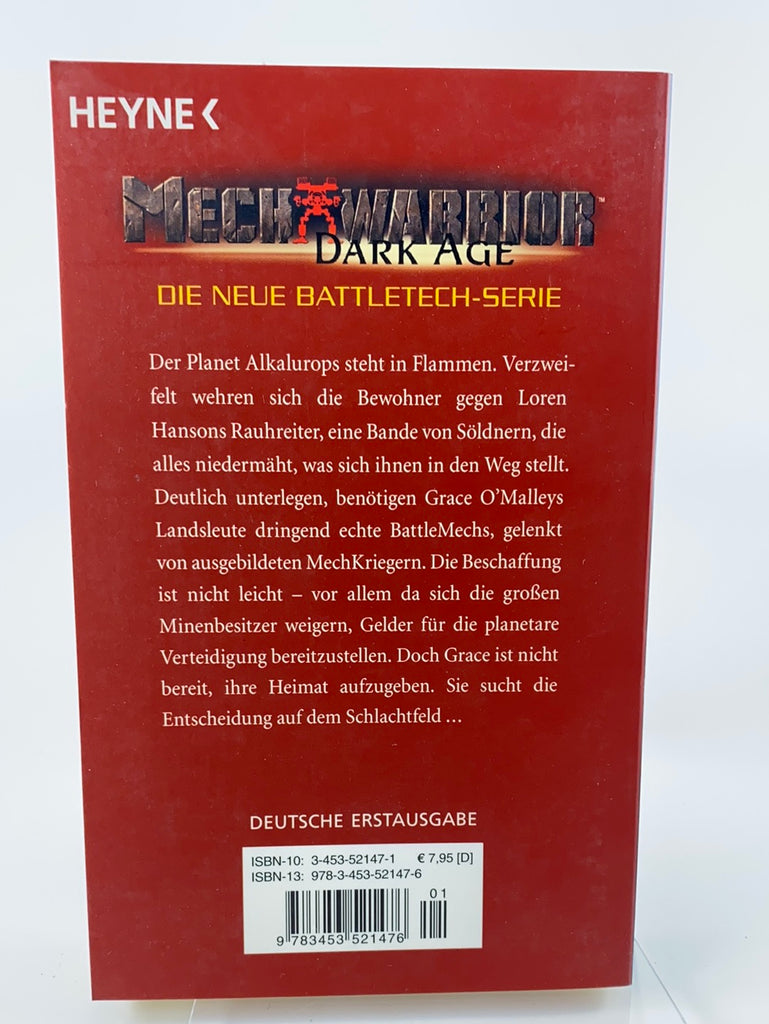 HEYNE <
MECHWARRIOR™
DARK AGE
DIE NEUE BATTLETECH-SERIE
Der Planet Alkalurops steht in Flammen. Verzwei-
felt wehren sich die Bewohner gegen Loren
Hansons Rauhreiter, eine Bande von Söldnern, die
alles niedermäht, was sich ihnen in den Weg stellt.
Deutlich unterlegen, benötigen Grace O’Malleys
Landsleute dringend echte BattleMechs, gelenkt
von ausgebildeten MechKriegern. Die Beschaffung
ist nicht leicht – vor allem da sich die großen
Minenbesitzer weigern, Gelder für die planetare
Verteidigung bereitzustellen. Doch Grace ist nicht
bereit, ihre Heimat aufzugeben. Sie sucht die
Entscheidung auf dem Schlachtfeld …
DEUTSCHE ERSTAUSGABE
ISBN-10: 3-453-52147-1 € 7,95 [D]
ISBN-13: 978-3-453-52147-6
01
9 783453 521476